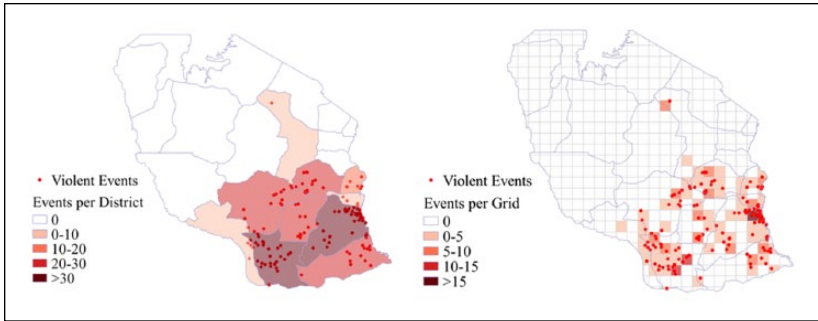 Violent Events
Events per District
0
0-10
10-20
20-30
>30
Violent Events
Events per Grid
0
0-5
5-10
10-15
>15